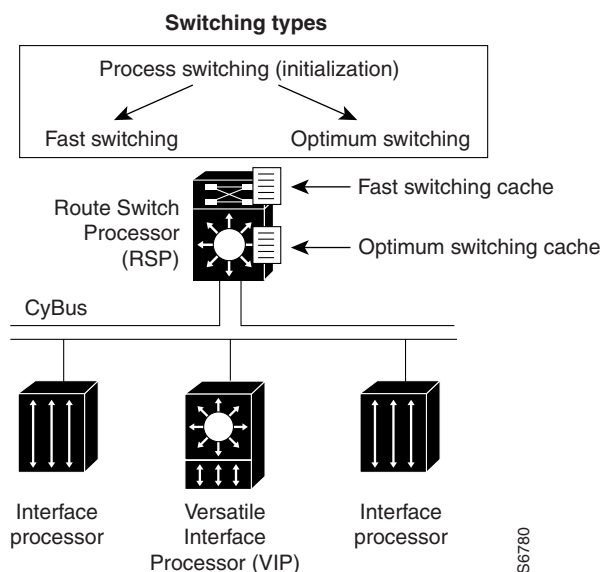 Switching types
Process switching (initialization)
Fast switching
Optimum switching
Fast switching cache
Route Switch
Processor
(RSP)
Optimum switching cache
CyBus
Interface
processor
Versatile
Interface
Processor (VIP)
Interface
processor
S6780